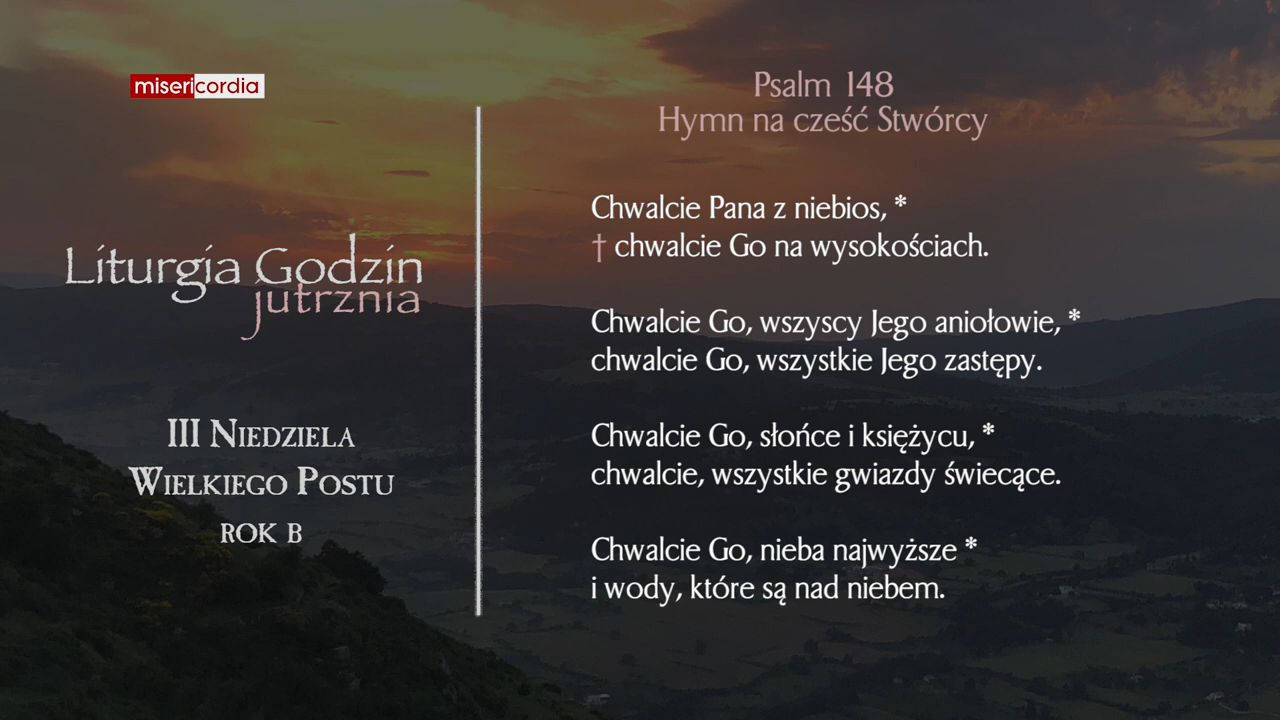 misericordia
Liturgia Godzin
jutrznia
III Niedziela
Wielkiego Postu
rok B
Psalm 148
Hymn na cześć Stwórcy
Chwalcie Pana z niebios, *
† chwalcie Go na wysokościach.
Chwalcie Go, wszyscy Jego aniołowie, *
chwalcie Go, wszystkie Jego zastępy.
Chwalcie Go, słońce i księżycu, *
chwalcie, wszystkie gwiazdy świecące.
Chwalcie Go, nieba najwyższe *
i wody, które są nad niebem.